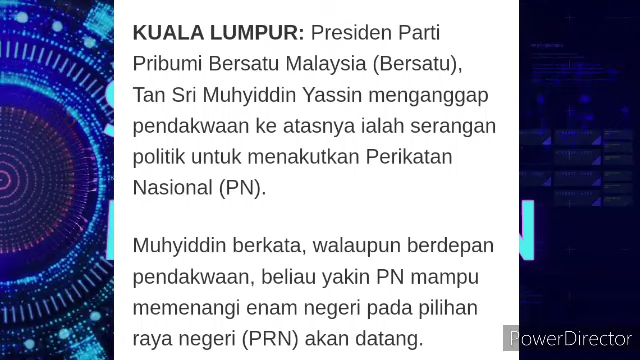 KUALA LUMPUR: Presiden Parti
Pribumi Bersatu Malaysia (Bersatu),
Tan Sri Muhyiddin Yassin menganggap
pendakwaan ke atasnya ialah serangan
politik untuk menakutkan Perikatan
Nasional (PN).
Muhyiddin berkata, walaupun berdepan
pendakwaan, beliau yakin PN mampu
memenangi enam negeri pada pilihan
raya negeri (PRN) akan datang.
PowerDirector